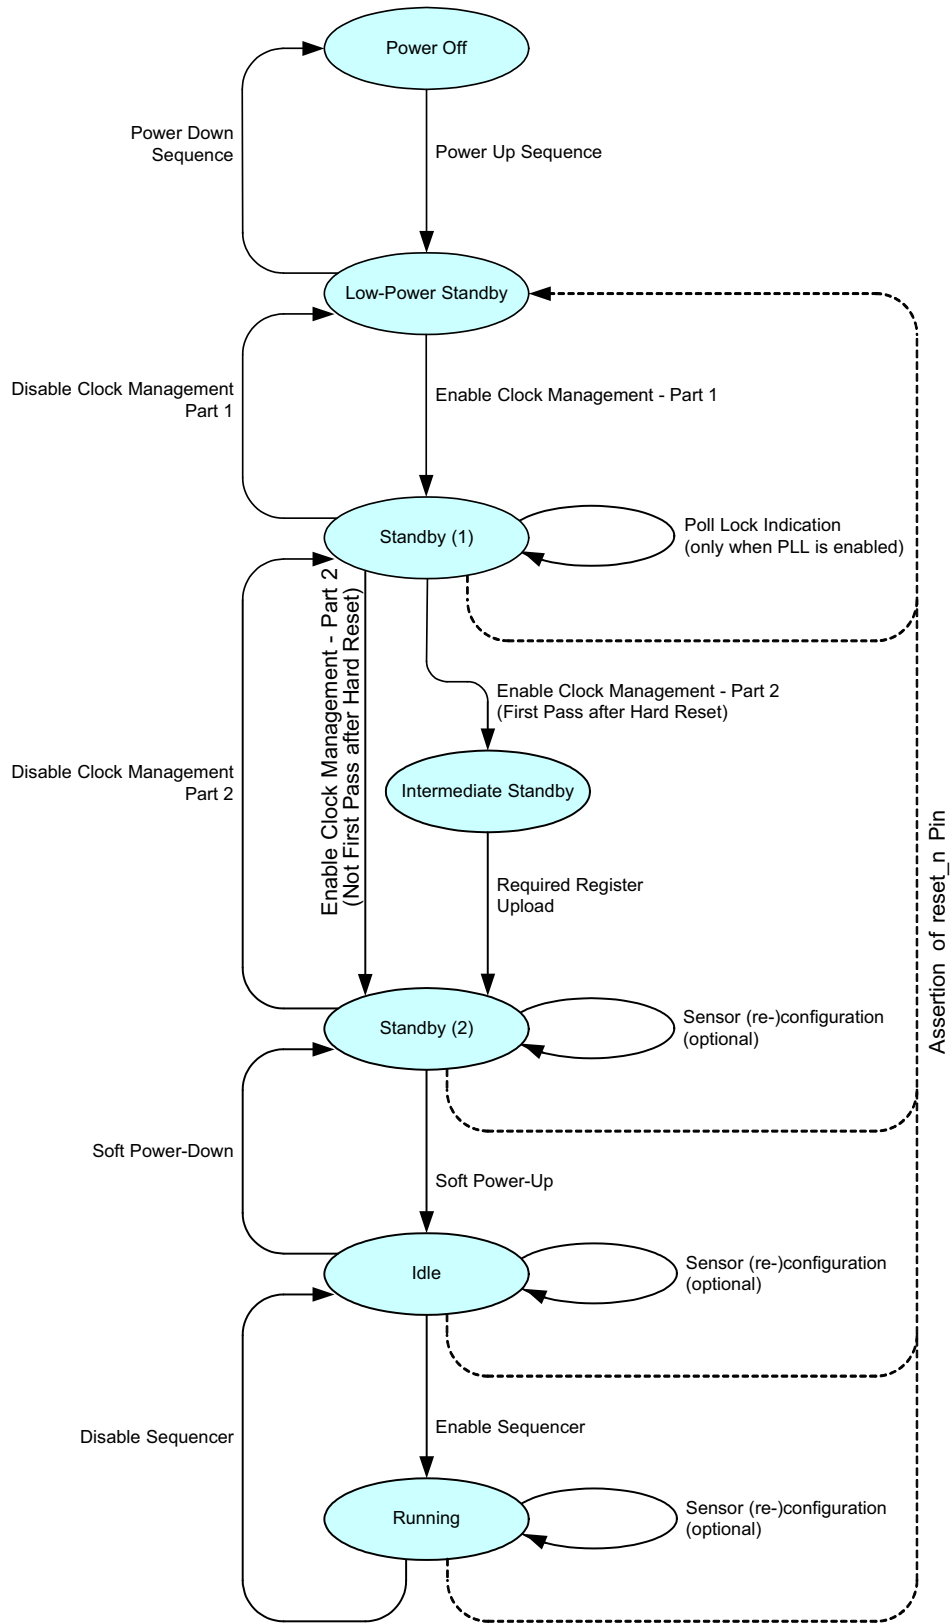 Power Off
Power Down
Sequence
Power Up Sequence
Low-Power Standby
Disable Clock Management
Part 1
Enable Clock Management - Part 1
Standby (1)
Poll Lock Indication
(only when PLL is enabled)
Enable Clock Management - Part 2
(Not First Pass after Hard Reset)
Enable Clock Management - Part 2
(First Pass after Hard Reset)
Disable Clock Management
Part 2
Intermediate Standby
Required Register
Upload
Assertion of reset_n Pin
Standby (2)
Sensor (re-)configuration
(optional)
Soft Power-Down
Soft Power-Up
Idle
Sensor (re-)configuration
(optional)
Disable Sequencer
Enable Sequencer
Running
Sensor (re-)configuration
(optional)